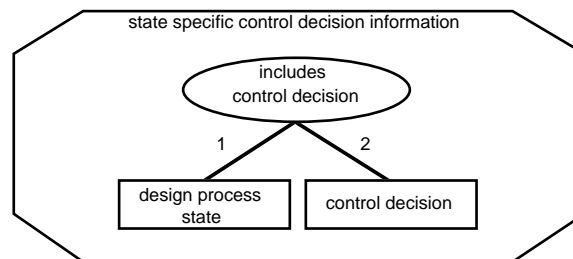 state specific control decision information
includes
control decision
1
2
design process
state
control decision